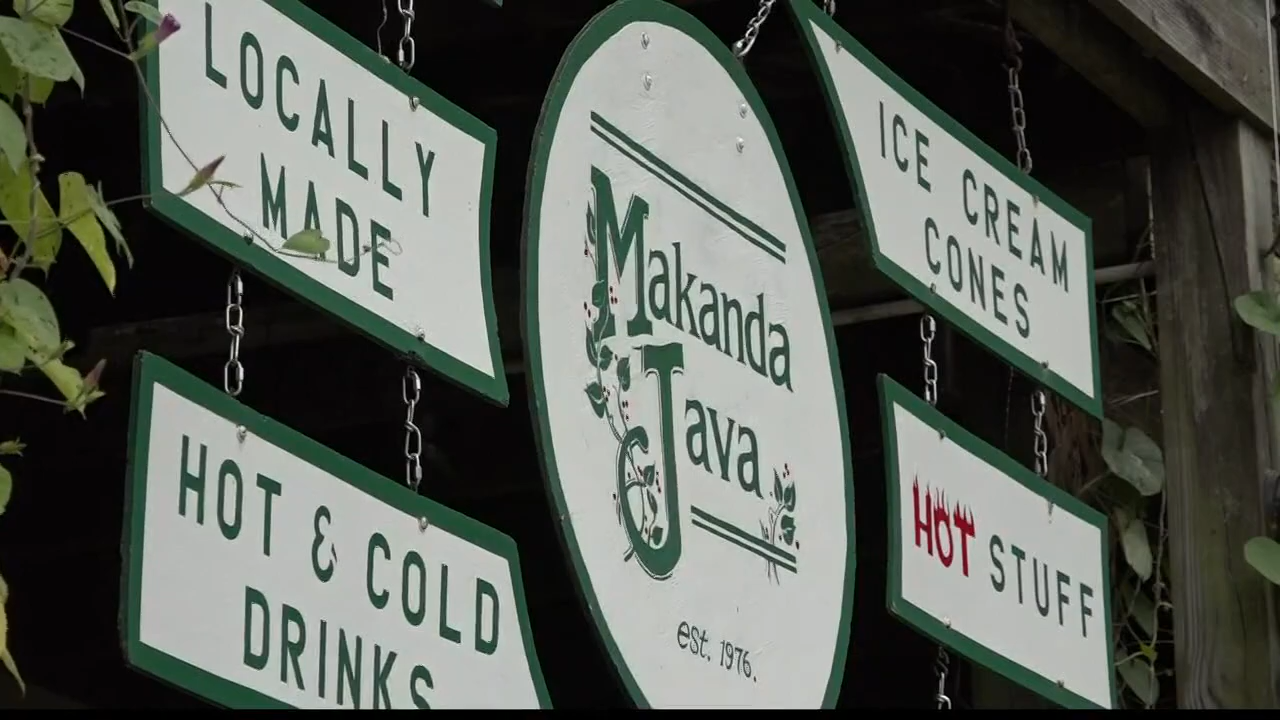 LOCALLY
MADE
HOT & COLD
DRINKS
Makanda
Java
est. 1976.
ICE CREAM
CONES
HOT STUFF